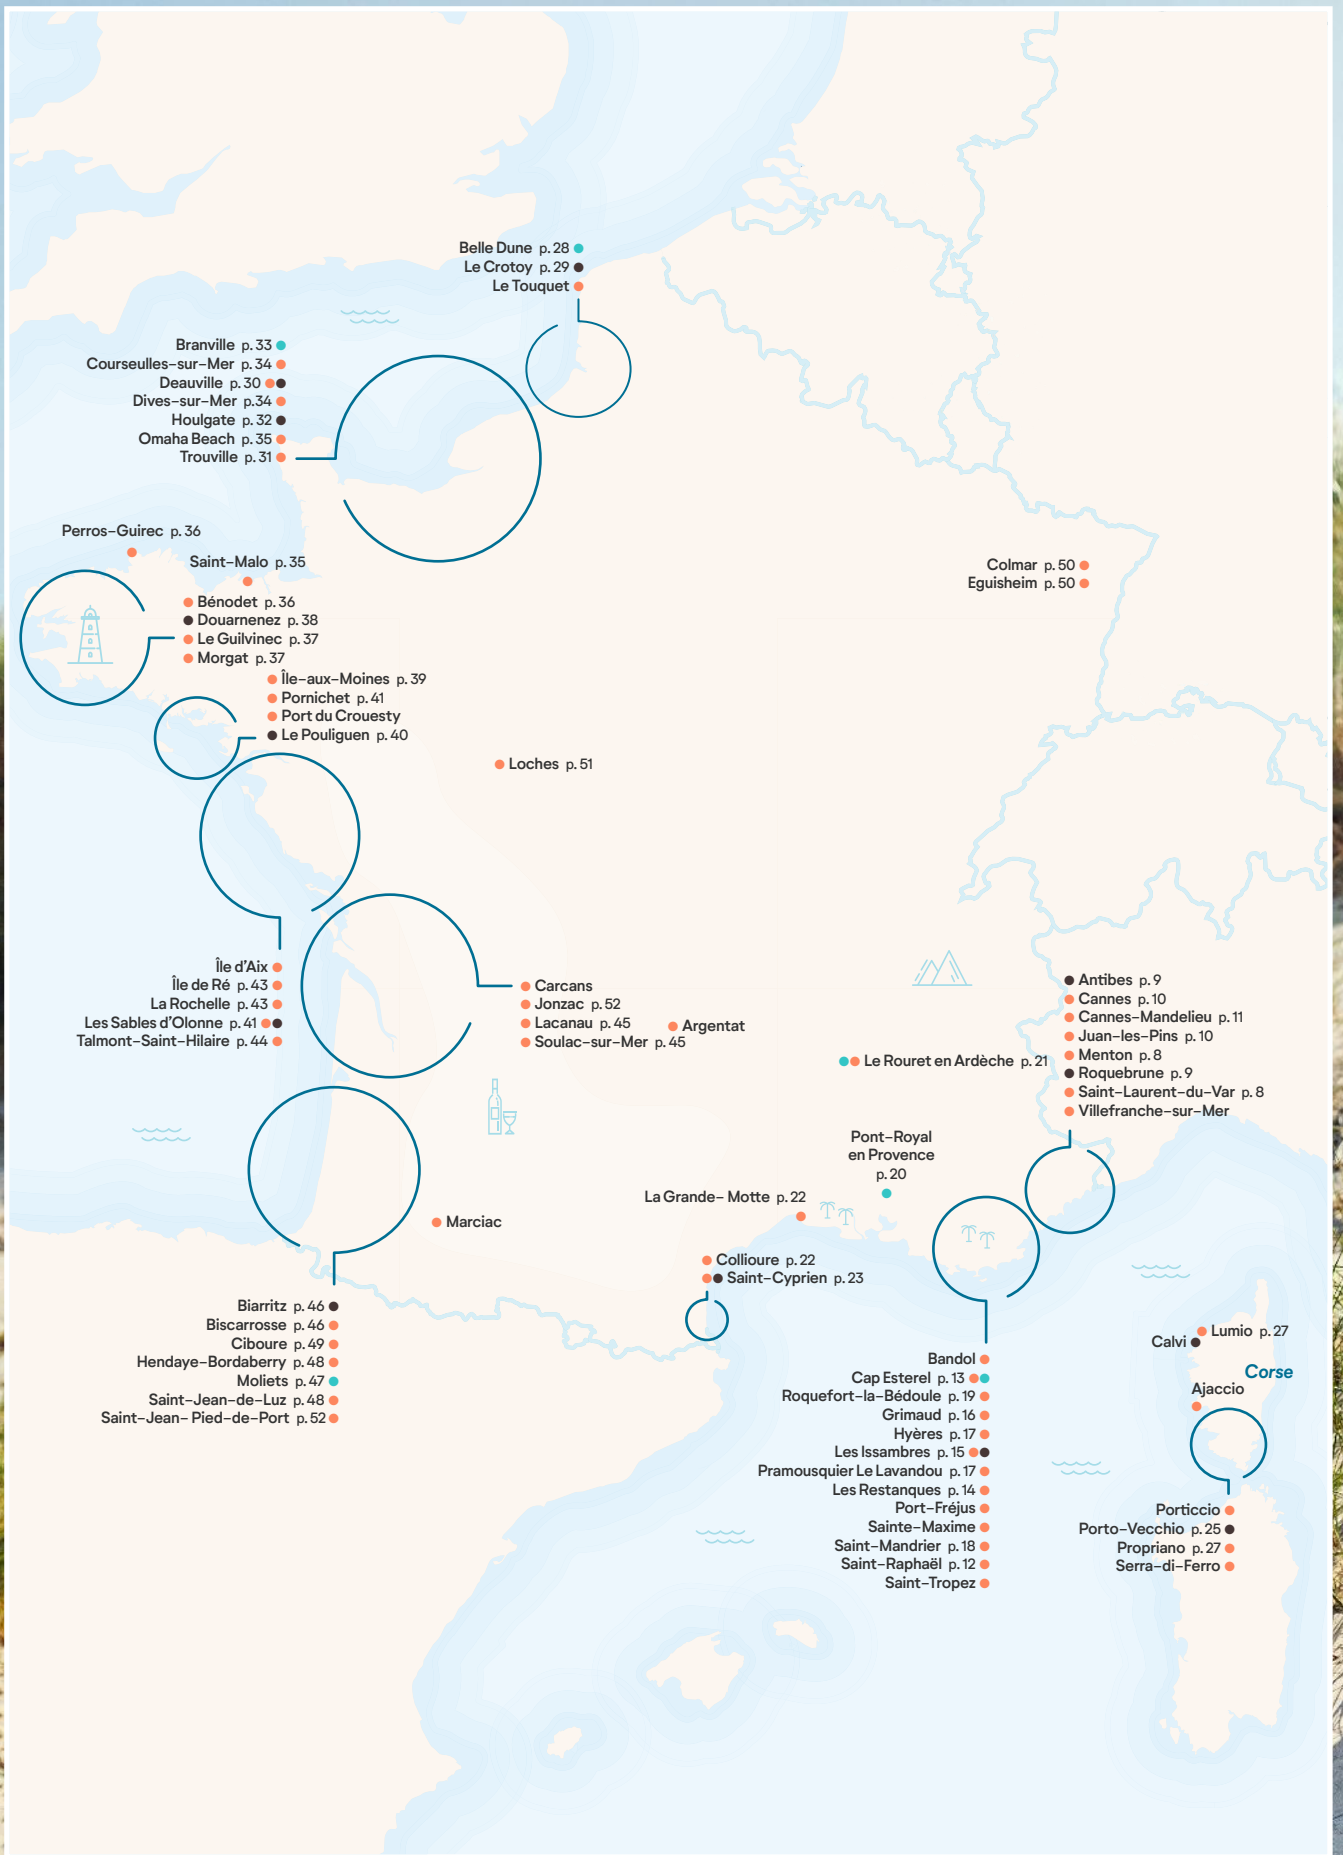 Belle Dune p. 28
Le Crotoy p. 29
Le Touquet
Branville p. 33
Courseulles-sur-Mer p. 34
Deauville p. 30
Dives-sur-Mer p.34
Houlgate p. 32
Omaha Beach p. 35
Trouville p. 31
Perros-Guirec p. 36
Saint-Malo p. 35
Bénodet p. 36
Douarnenez p. 38
Le Guilvinec p. 37
Morgat p. 37
Île-aux-Moines p. 39
Pornichet p. 41
Port du Crouesty
Le Pouliguen p. 40
Colmar p. 50
Eguisheim p. 50
Loches p. 51
Île d'Aix
Île de Ré p. 43
La Rochelle p. 43
Les Sables d'Olonne p. 41
Talmont-Saint-Hilaire p. 44
Carcans
Jonzac p. 52
Lacanau p. 45
Soulac-sur-Mer p. 45
Argentat
Le Rouret en Ardèche p. 21
Antibes p. 9
Cannes p. 10
Cannes-Mandelieu p. 11
Juan-les-Pins p. 10
Menton p. 8
Roquebrune p. 9
Saint-Laurent-du-Var p. 8
Villefranche-sur-Mer
Pont-Royal
en Provence
p. 20
La Grande- Motte p. 22
Marciac
Collioure p. 22
Saint-Cyprien p. 23
Biarritz p. 46
Biscarrosse p. 46
Ciboure p. 49
Hendaye-Bordaberry p. 48
Moliets p. 47
Saint-Jean-de-Luz p. 48
Saint-Jean- Pied-de-Port p. 52
Bandol
Cap Esterel p. 13
Roquefort-la-Bédoule p. 19
Grimaud p. 16
Hyères p. 17
Les Issambres p. 15
Pramousquier Le Lavandou p. 17
Les Restanques p. 14
Port-Fréjus
Sainte-Maxime
Saint-Mandrier p. 18
Saint-Raphaël p. 12
Saint-Tropez
Lumio p. 27
Calvi
Corse
Ajaccio
Porticcio
Porto-Vecchio p. 25
Propriano p. 27
Serra-di-Ferro